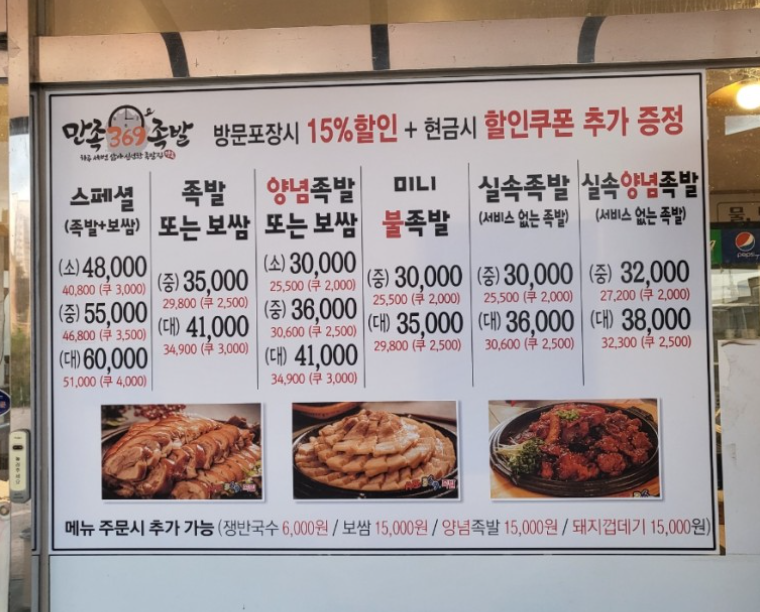 만족 369 족발
방문포장시 15%할인 + 현금시 할인쿠폰 추가 증정
스페셜
(족발+보쌈)
(소) 48,000
40,800 (쿠 3,000)
(중) 55,000
46,800 (쿠 3,500)
(대) 60,000
51,000 (쿠 4,000)
족발
또는 보쌈
(중) 35,000
29,800 (쿠 2,500)
(대) 41,000
34,900 (쿠 3,000)
양념족발
또는 보쌈
(소) 30,000
25,500 (쿠 2,000)
(중) 36,000
30,600 (쿠 2,500)
(대) 41,000
34,900 (쿠 3,000)
미니
불족발
(중) 30,000
25,500 (쿠 2,000)
(대) 35,000
29,800 (쿠 2,500)
실속족발
(서비스 없는 족발)
(중) 30,000
25,500 (쿠 2,000)
(대) 36,000
30,600 (쿠 2,500)
실속양념족발
(서비스 없는 족발)
(중) 32,000
27,200 (쿠 2,000)
(대) 38,000
32,300 (쿠 2,500)
메뉴 주문시 추가 가능 (쟁반국수 6,000원 / 보쌈 15,000원 / 양념족발 15,000원 / 돼지껍데기 15,000원)
pepsi